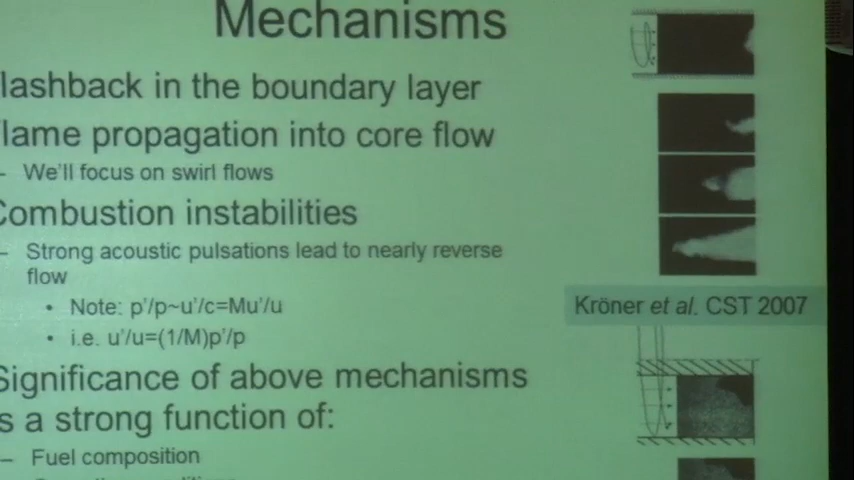 Mechanisms
lashback in the boundary layer
lame propagation into core flow
– We'll focus on swirl flows
Combustion instabilities
– Strong acoustic pulsations lead to nearly reverse
flow
• Note: p'/p~u'/c=Mu'/u
• i.e. u'/u=(1/M)p'/p
Kröner et al. CST 2007
Significance of above mechanisms
s a strong function of:
– Fuel composition